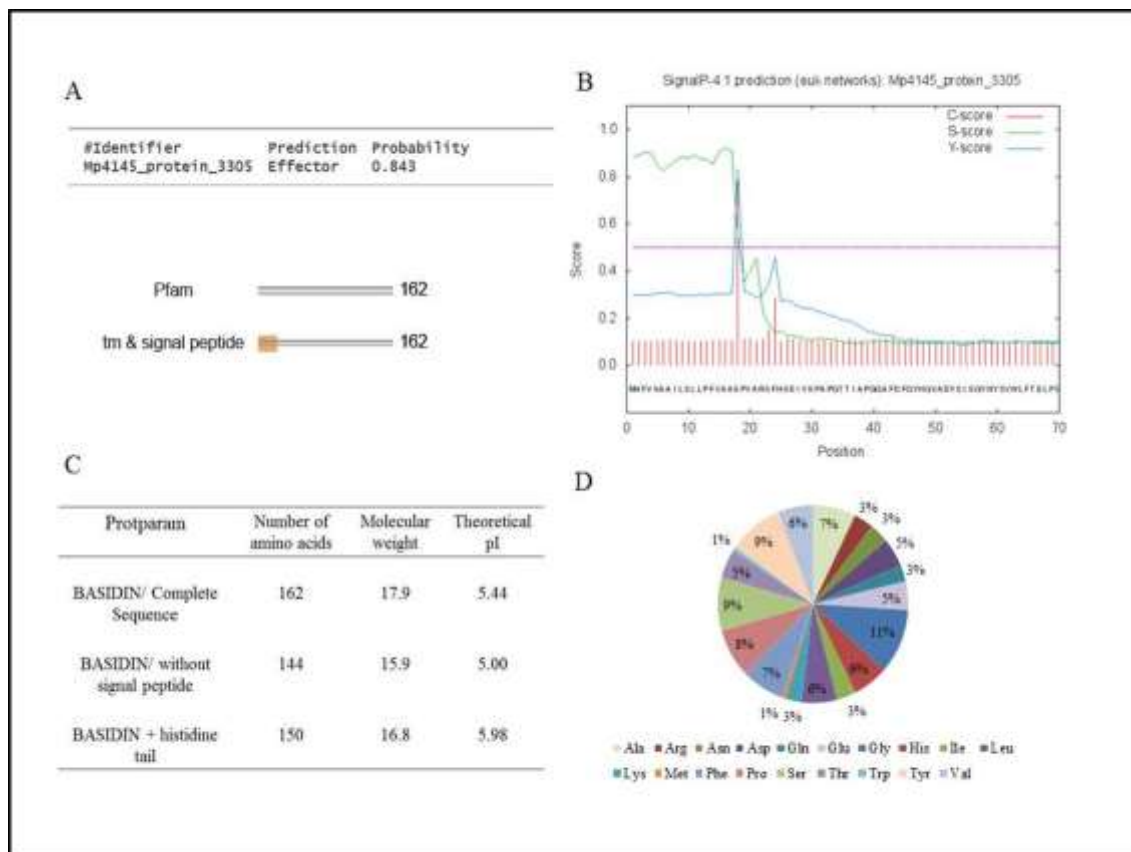 A
#Identifier Prediction Probability
Mp4145_protein_3305 Effector 0.843
Pfam 162
tm & signal peptide 162
B
SignalP-4.1 prediction (euk networks): Mp4145_protein_3305
C-score
S-score
Y-score
1.0
0.8
0.6
0.4
0.2
0.0
Score
0 10 20 30 40 50 60 70
Position
C
Protparam Number of amino acids Molecular weight Theoretical pI
BASIDIN/ Complete Sequence 162 17.9 5.44
BASIDIN/ without signal peptide 144 15.9 5.00
BASIDIN + histidine tail 150 16.8 5.98
D
7%
3%
3%
5%
3%
5%
11%
6%
3%
6%
3%
1%
7%
8%
9%
5%
1%
9%
6%
Ala Arg Asn Asp Gln Glu Gly His Ile Leu
Lys Met Phe Pro Ser Thr Trp Tyr Val